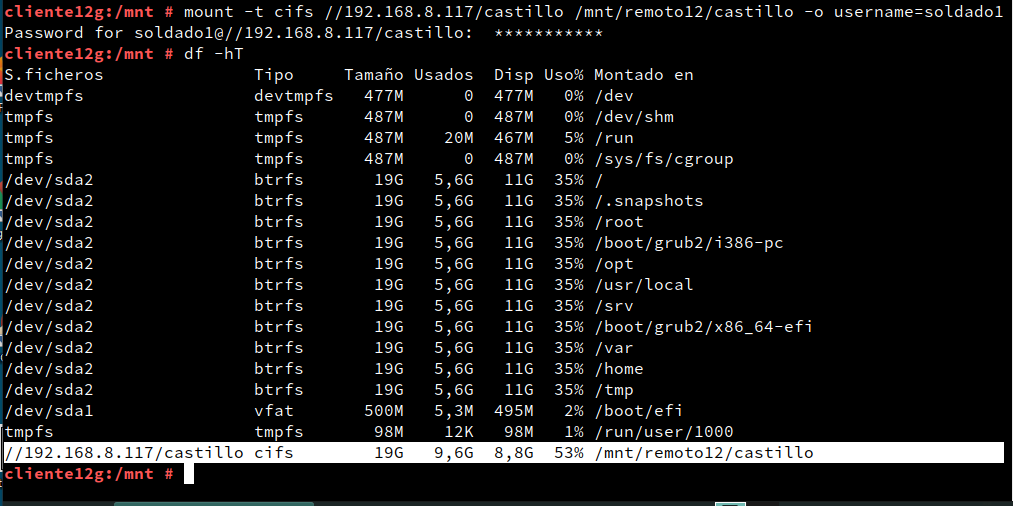 cliente12g:/mnt # mount -t cifs //192.168.8.117/castillo /mnt/remoto12/castillo -o username=soldado1
Password for soldado1@//192.168.8.117/castillo:  ***********
cliente12g:/mnt # df -hT
S.ficheros               Tipo     Tamaño Usados  Disp Uso% Montado en
devtmpfs                 devtmpfs   477M      0  477M   0% /dev
tmpfs                    tmpfs      487M      0  487M   0% /dev/shm
tmpfs                    tmpfs      487M    20M  467M   5% /run
tmpfs                    tmpfs      487M      0  487M   0% /sys/fs/cgroup
/dev/sda2                btrfs       19G   5,6G   11G  35% /
/dev/sda2                btrfs       19G   5,6G   11G  35% /.snapshots
/dev/sda2                btrfs       19G   5,6G   11G  35% /root
/dev/sda2                btrfs       19G   5,6G   11G  35% /boot/grub2/i386-pc
/dev/sda2                btrfs       19G   5,6G   11G  35% /opt
/dev/sda2                btrfs       19G   5,6G   11G  35% /usr/local
/dev/sda2                btrfs       19G   5,6G   11G  35% /srv
/dev/sda2                btrfs       19G   5,6G   11G  35% /boot/grub2/x86_64-efi
/dev/sda2                btrfs       19G   5,6G   11G  35% /var
/dev/sda2                btrfs       19G   5,6G   11G  35% /home
/dev/sda2                btrfs       19G   5,6G   11G  35% /tmp
/dev/sda1                vfat       500M   5,3M  495M   2% /boot/efi
tmpfs                    tmpfs       98M    12K   98M   1% /run/user/1000
//192.168.8.117/castillo cifs        19G   9,6G  8,8G  53% /mnt/remoto12/castillo
cliente12g:/mnt #